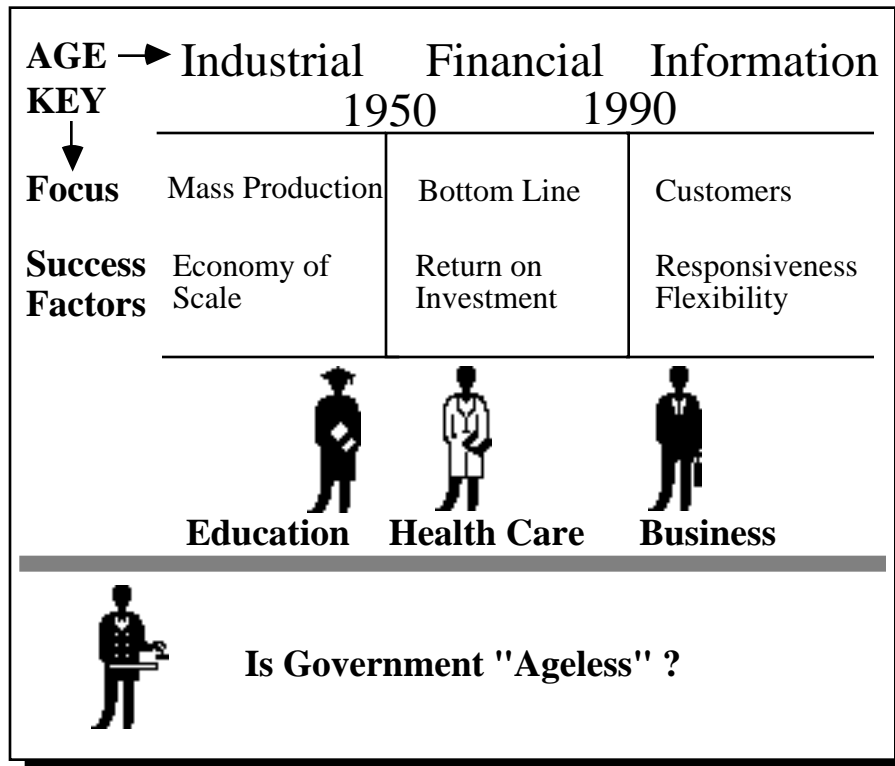 AGE Industrial Financial Information
KEY 1950 1990
Focus Mass Production Bottom Line Customers
Success Economy of Return on Responsiveness
Factors Scale Investment Flexibility
Education Health Care Business
Is Government "Ageless" ?